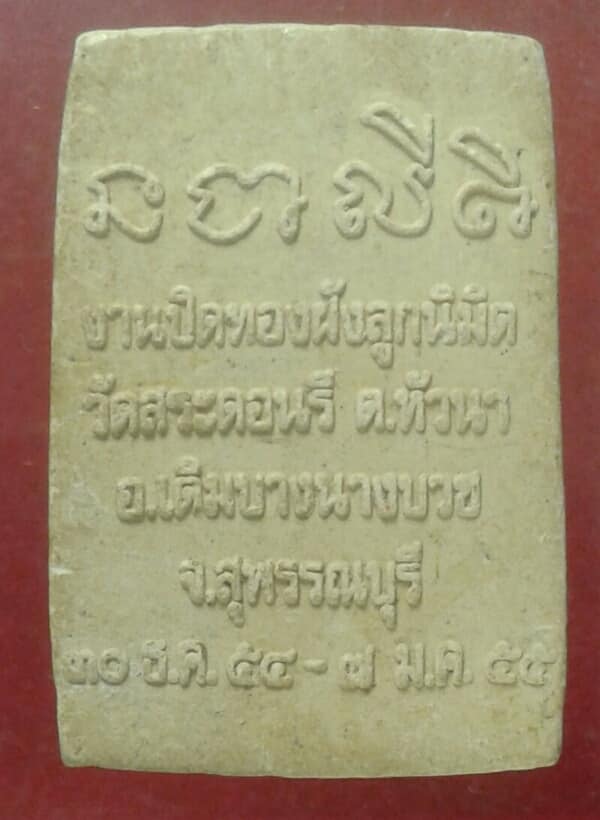 งานปิดทองฝังลูกนิมิต
วัดสระดอนรี ต.หัวนา
อ.เดิมบางนางบวช
จ.สุพรรณบุรี
๓๐ ธ.ค. ๕๔ - ๗ ม.ค. ๕๕